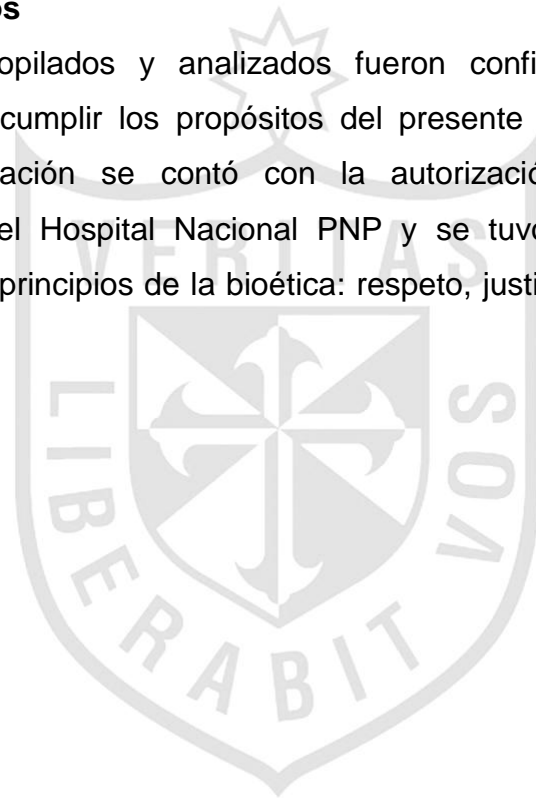 os
opilados y analizados fueron confi
cumplir los propósitos del presente
ación se contó con la autorizació
el Hospital Nacional PNP y se tuvo
principios de la bioética: respeto, justi
VERITAS
LIBERABIT
VOS